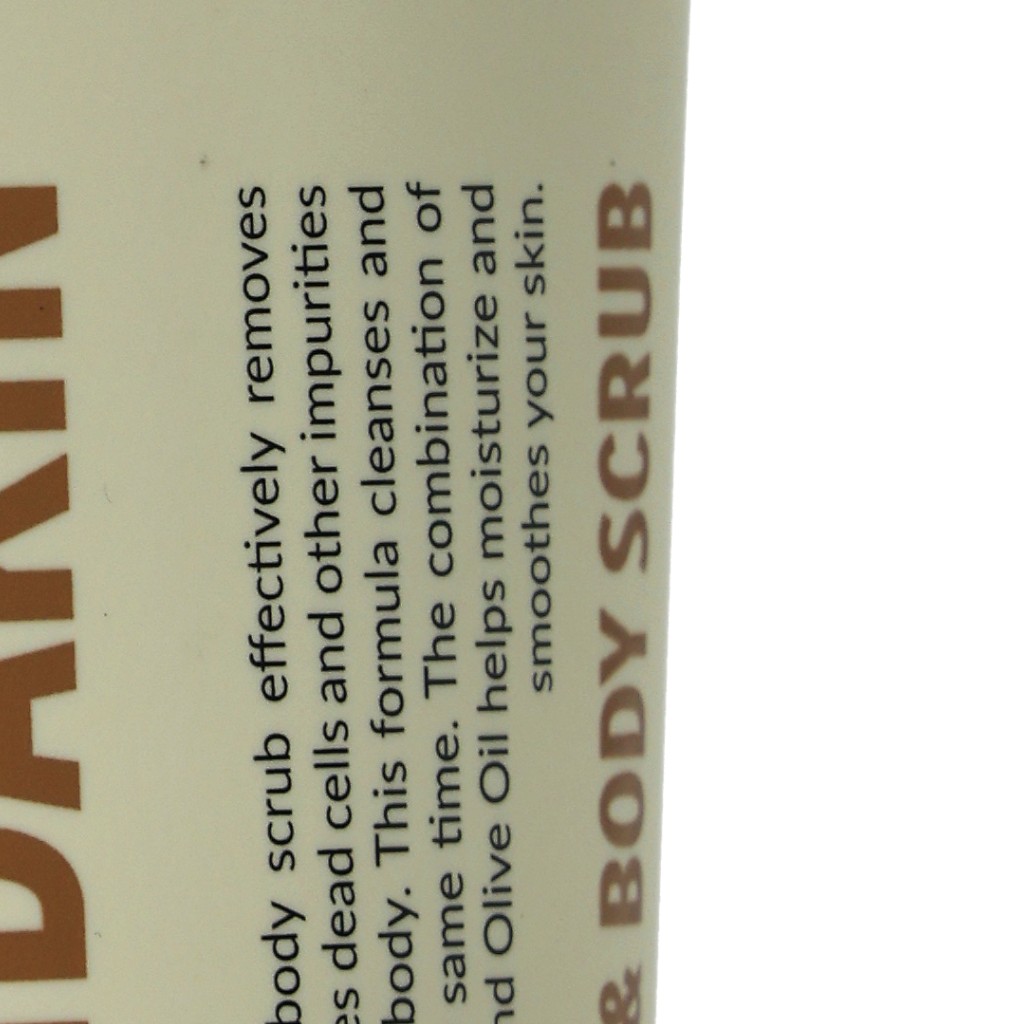 DAKIN
body scrub effectively removes
es dead cells and other impurities
body. This formula cleanses and
same time. The combination of
nd Olive Oil helps moisturize and
smoothes your skin.
& BODY SCRUB